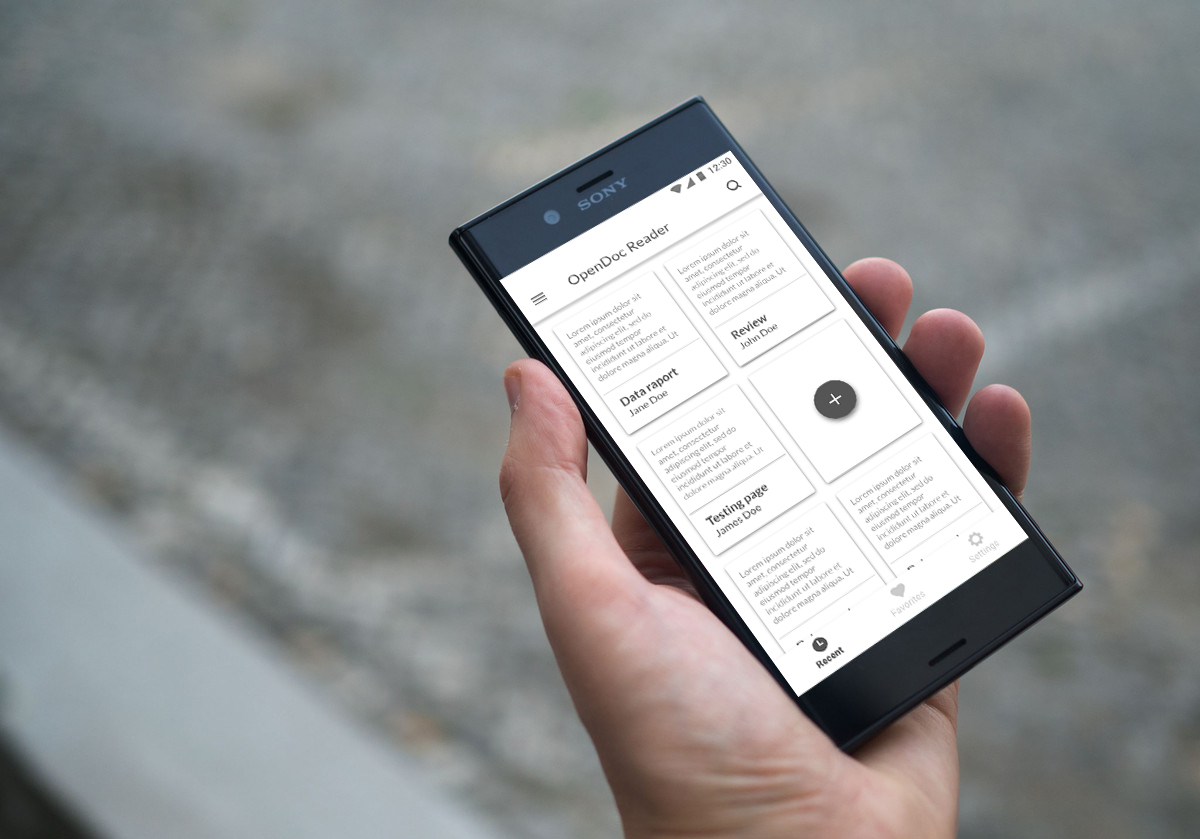 SONY
12:30
OpenDoc Reader
Lorem ipsum dolor sit
amet, consectetur
adipiscing elit, sed do
eiusmod tempor
incididunt ut labore et
dolore magna aliqua. Ut
Data raport
Jane Doe
Lorem ipsum dolor sit
amet, consectetur
adipiscing elit, sed do
eiusmod tempor
incididunt ut labore et
dolore magna aliqua. Ut
Review
John Doe
Lorem ipsum dolor sit
amet, consectetur
adipiscing elit, sed do
eiusmod tempor
incididunt ut labore et
dolore magna aliqua. Ut
Testing page
James Doe
Lorem ipsum dolor sit
amet, consectetur
adipiscing elit, sed do
eiusmod tempor
incididunt ut labore et
dolore magna aliqua. Ut
Lorem ipsum dolor sit
amet, consectetur
adipiscing elit, sed do
eiusmod tempor
incididunt ut labore et
dolore magna aliqua. Ut
Recent
Favorites
Settings